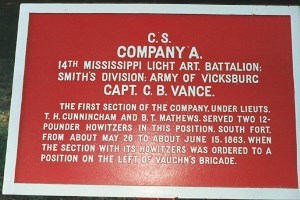 C. S.
COMPANY A.
14TH MISSISSIPPI LIGHT ART. BATTALION;
SMITH'S DIVISION; ARMY OF VICKSBURG
CAPT. C. B. VANCE.
THE FIRST SECTION OF THE COMPANY, UNDER LIEUTS.
T. H. CUNNINGHAM AND B. T. MATHEWS. SERVED TWO 12-
POUNDER HOWITZERS IN THIS POSITION, SOUTH FORT,
FROM ABOUT MAY 26 TO ABOUT JUNE 15, 1863, WHEN
THE SECTION WITH ITS HOWITZERS WAS ORDERED TO A
POSITION ON THE LEFT OF VAUGHN'S BRIGADE.